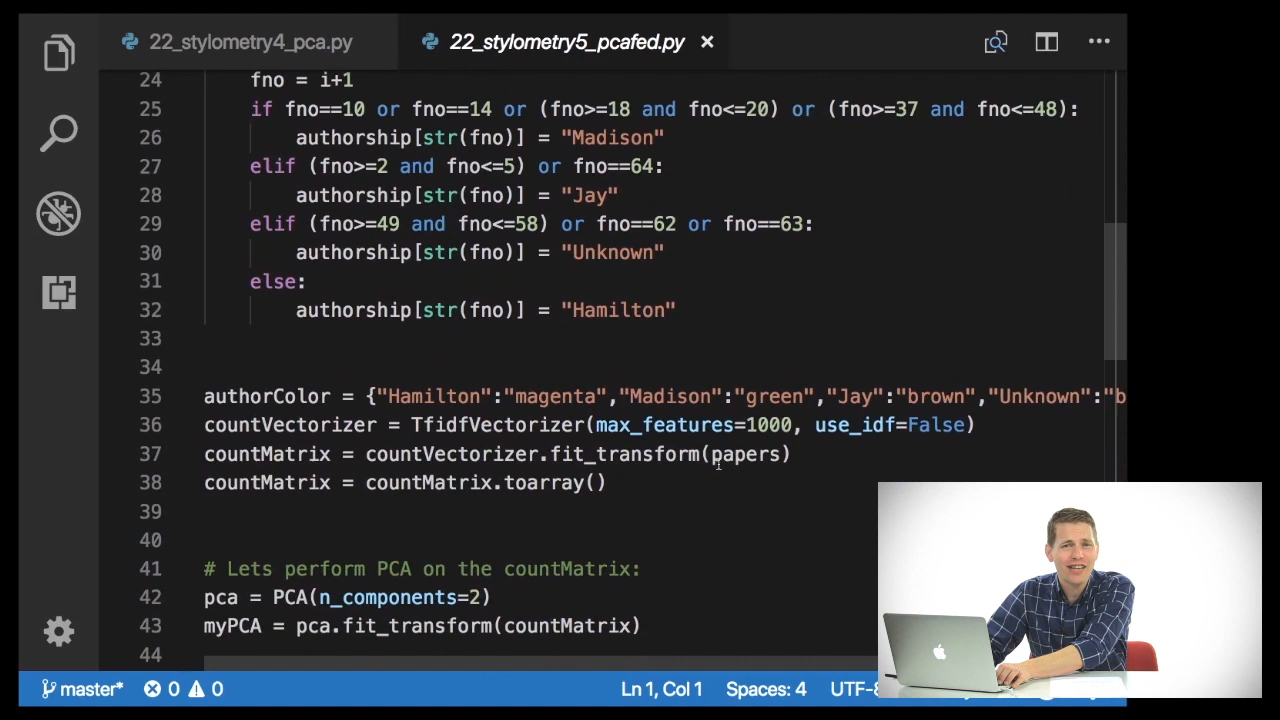 22_stylometry4_pca.py
22_stylometry5_pcafed.py
24 fno = i+1
25 if fno==10 or fno==14 or (fno>=18 and fno<=20) or (fno>=37 and fno<=48):
26 authorship[str(fno)] = "Madison"
27 elif (fno>=2 and fno<=5) or fno==64:
28 authorship[str(fno)] = "Jay"
29 elif (fno>=49 and fno<=58) or fno==62 or fno==63:
30 authorship[str(fno)] = "Unknown"
31 else:
32 authorship[str(fno)] = "Hamilton"
33
34
35 authorColor = {"Hamilton":"magenta","Madison":"green","Jay":"brown","Unknown":"b
36 countVectorizer = TfidfVectorizer(max_features=1000, use_idf=False)
37 countMatrix = countVectorizer.fit_transform(papers)
38 countMatrix = countMatrix.toarray()
39
40
41 # Lets perform PCA on the countMatrix:
42 pca = PCA(n_components=2)
43 myPCA = pca.fit_transform(countMatrix)
44
master* 0 0 Ln 1, Col 1 Spaces: 4